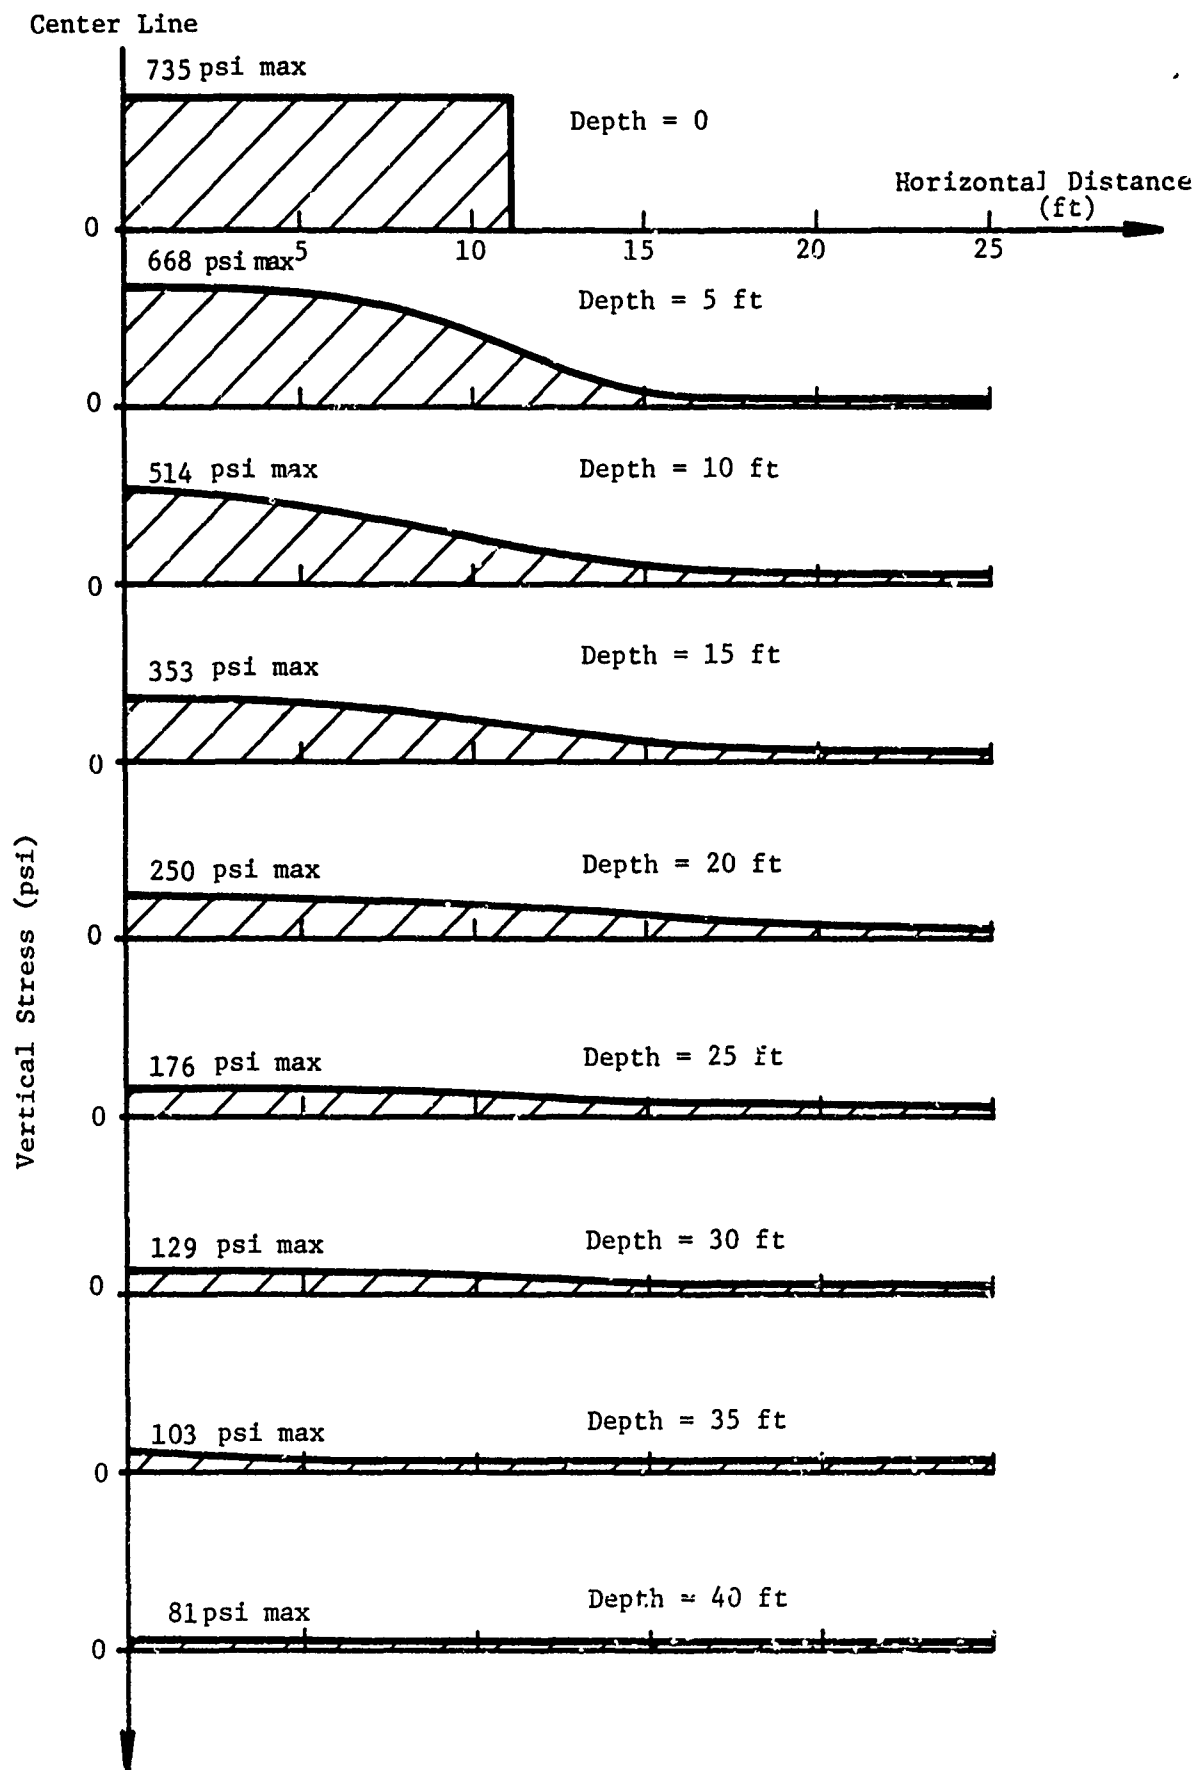 Center Line
735 psi max
Depth = 0
Horizontal Distance
(ft)
0
5
10
15
20
25
668 psi max
Depth = 5 ft
0
514 psi max
Depth = 10 ft
0
353 psi max
Depth = 15 ft
0
250 psi max
Depth = 20 ft
0
176 psi max
Depth = 25 ft
0
129 psi max
Depth = 30 ft
0
103 psi max
Depth = 35 ft
0
81 psi max
Depth = 40 ft
0
Vertical Stress (psi)